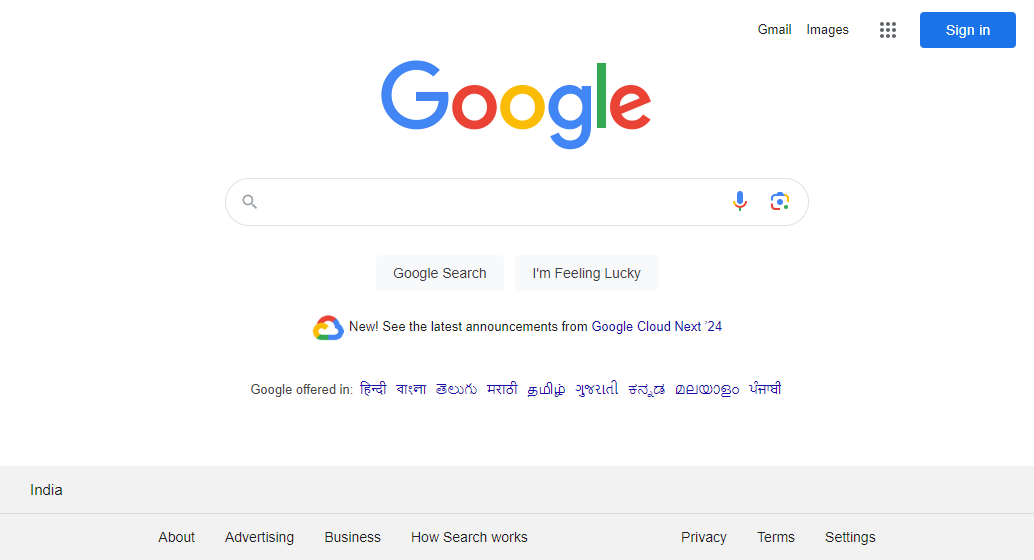 Gmail Images Sign in
Google
Google Search I'm Feeling Lucky
New! See the latest announcements from Google Cloud Next '24
Google offered in: हिन्दी বাংলা తెలుగు मराठी தமிழ் ગુજરાતી ಕನ್ನಡ മലയാളം ਪੰਜਾਬੀ
India
About Advertising Business How Search works Privacy Terms Settings